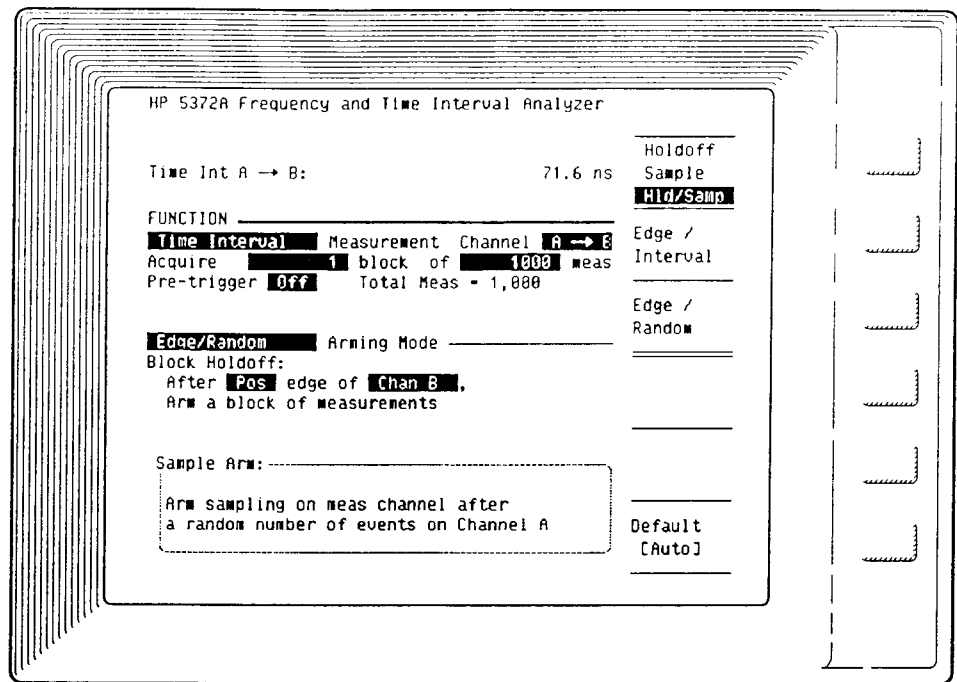 HP 5372A Frequency and Time Interval Analyzer
Time Int A → B: 71.6 ns
FUNCTION
Time Interval Measurement Channel A → B
Acquire 1 block of 1000 meas
Pre-trigger Off Total Meas = 1,000
Edge/Random Arming Mode
Block Holdoff:
After Pos edge of Chan B ,
Arm a block of measurements
Sample Arm:
Arm sampling on meas channel after
a random number of events on Channel A
Holdoff
Sample
Hld/Samp
Edge /
Interval
Edge /
Random
Default
[Auto]